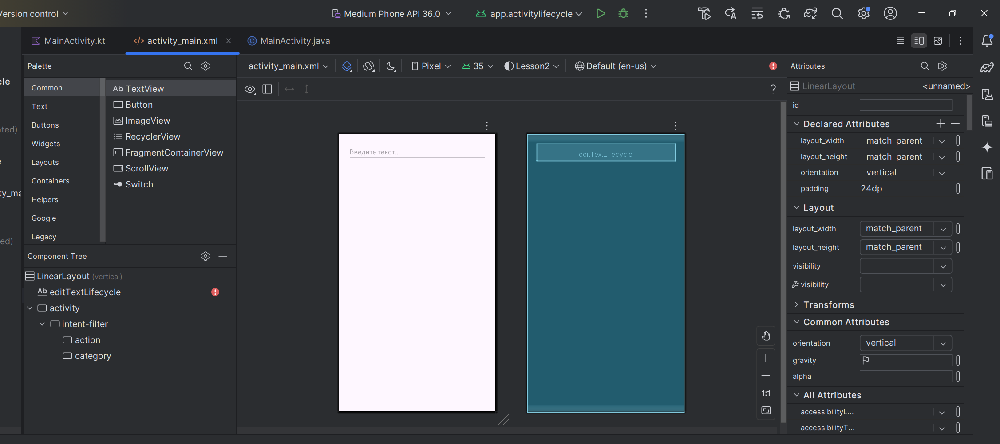 Version control
Medium Phone API 36.0
app.activitylifecycle
MainActivity.kt
activity_main.xml
MainActivity.java
cle
ated)
e
ty_ma
ed)
Palette
Common
Text
Buttons
Widgets
Layouts
Containers
Helpers
Google
Legacy
Ab TextView
Button
ImageView
RecyclerView
FragmentContainerView
ScrollView
Switch
Component Tree
LinearLayout (vertical)
Ab editTextLifecycle
activity
intent-filter
action
category
activity_main.xml
Pixel
35
Lesson2
Default (en-us)
?
Введите текст...
editTextLifecycle
1:1
Attributes
LinearLayout <unnamed>
id
Declared Attributes
layout_width match_parent
layout_height match_parent
orientation vertical
padding 24dp
Layout
layout_width match_parent
layout_height match_parent
visibility
visibility
Transforms
Common Attributes
orientation vertical
gravity
alpha
All Attributes
accessibilityL...
accessibilityT...